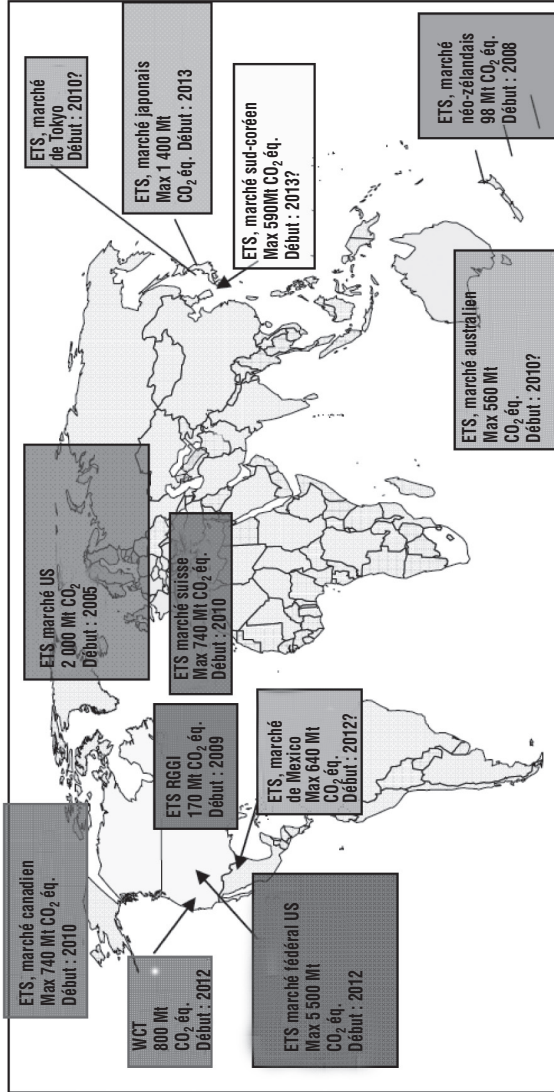 ETS, marché canadien
Max 740 Mt CO₂ éq.
Début : 2010
WCT
800 Mt
CO₂ éq.
Début : 2012
ETS marché fédéral US
Max 5 500 Mt
CO₂ éq.
Début : 2012
ETS RGGI
170 Mt CO₂ éq.
Début : 2009
ETS, marché
de Mexico
Max 640 Mt
CO₂ éq.
Début : 2012?
ETS marché US
2 000 Mt CO₂
Début : 2005
ETS marché suisse
Max 740 Mt CO₂ éq.
Début : 2010
ETS, marché
de Tokyo
Début : 2010?
ETS, marché japonais
Max 1 400 Mt
CO₂ éq. Début : 2013
ETS, marché sud-coréen
Max 590Mt CO₂ éq.
Début : 2013?
ETS, marché australien
Max 560 Mt
CO₂ éq.
Début : 2010?
ETS, marché
néo-zélandais
98 Mt CO₂ éq.
Début : 2008